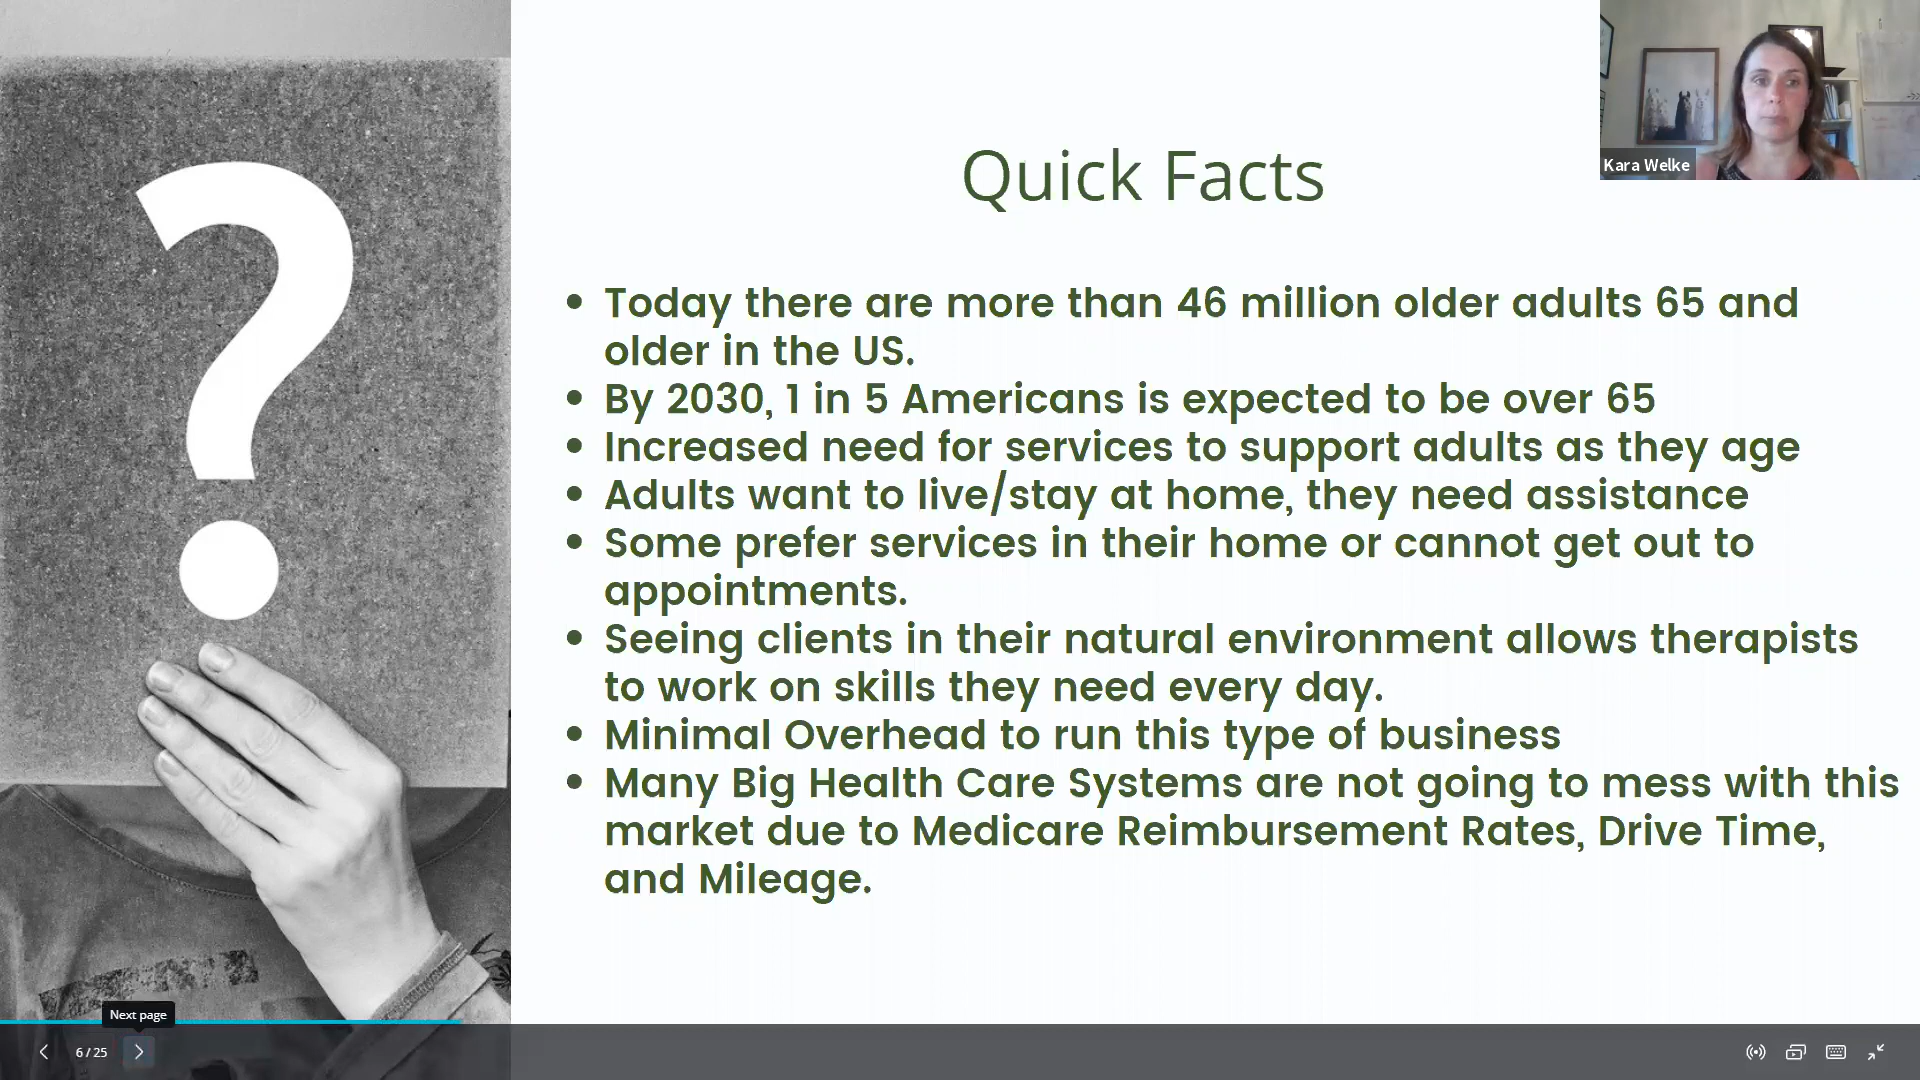 Kara Welke
Quick Facts
• Today there are more than 46 million older adults 65 and
older in the US.
• By 2030, 1 in 5 Americans is expected to be over 65
• Increased need for services to support adults as they age
• Adults want to live/stay at home, they need assistance
• Some prefer services in their home or cannot get out to
appointments.
• Seeing clients in their natural environment allows therapists
to work on skills they need every day.
• Minimal Overhead to run this type of business
• Many Big Health Care Systems are not going to mess with this
market due to Medicare Reimbursement Rates, Drive Time,
and Mileage.
?
Next page
6 / 25